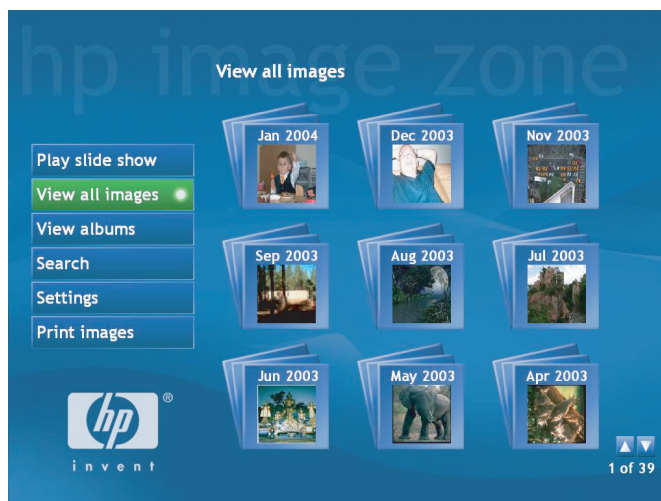 hp image zone
View all images
Play slide show
View all images
View albums
Search
Settings
Print images
Jan 2004
Dec 2003
Nov 2003
Sep 2003
Aug 2003
Jul 2003
Jun 2003
May 2003
Apr 2003
hp
®
invent
1 of 39